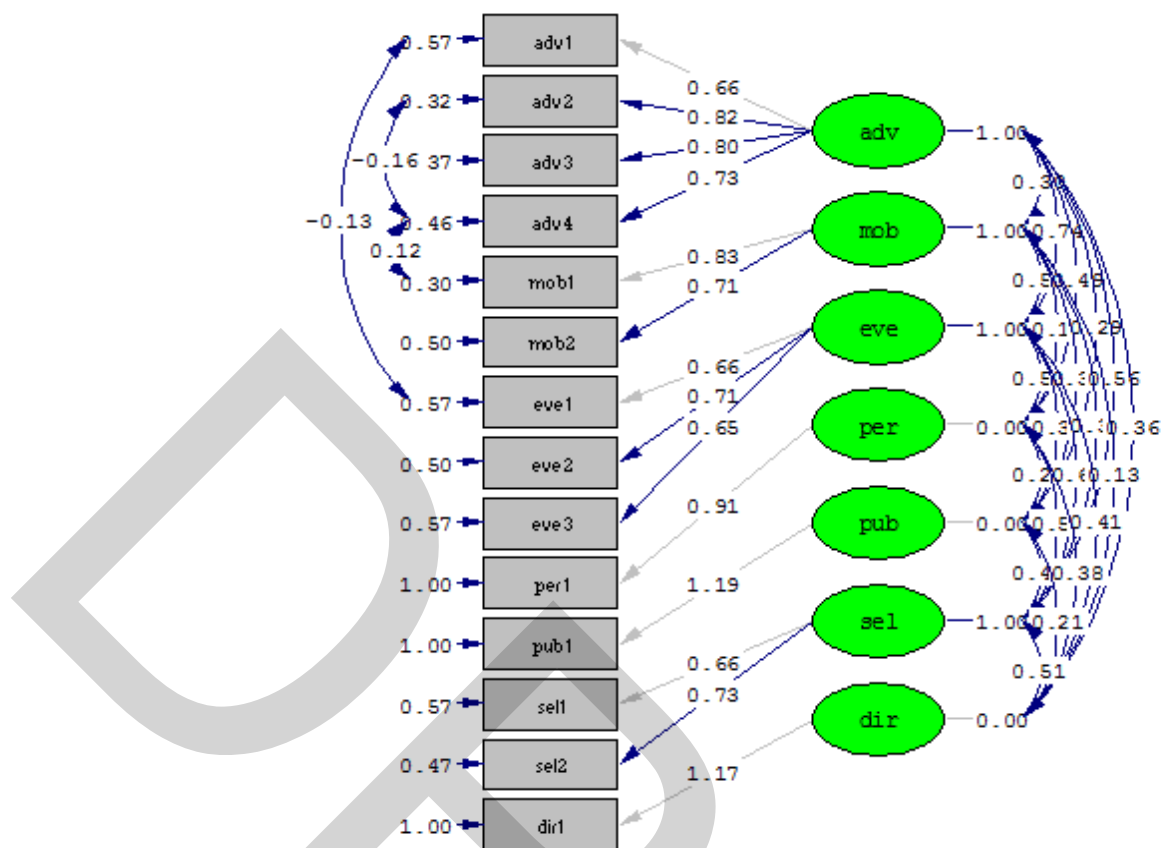 0.57 adv1
0.66
0.32 adv2
0.82
adv 1.00
-0.16 37 adv3
0.80
0.73
-0.13 0.46 adv4
0.12
mob 1.00
0.83
0.30 mob1
0.71
0.50 mob2
eve 1.00
0.29
0.66
0.57 eve1
0.71
0.56
0.65
per 0.00
0.36
0.50 eve2
0.13
0.91
0.57 eve3
pub 0.00
0.41
1.00 per1
1.19
0.38
sel 1.00
0.21
1.00 pub1
0.66
0.51
0.73
0.57 sel1
dir 0.00
0.47 sel2
1.17
1.00 dir1